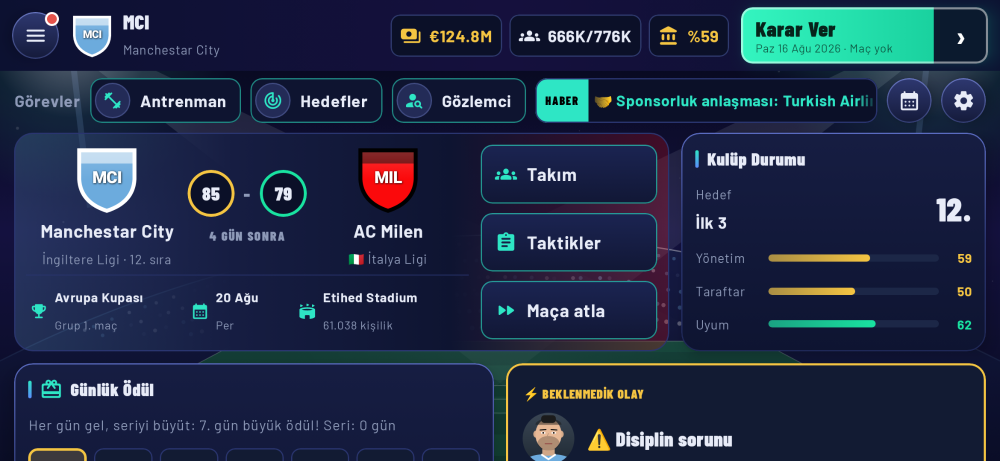 MCI
MCI
Manchestar City
€124.8M
666K/776K
%59
Karar Ver
Paz 16 Ağu 2026 · Maç yok
Görevler
Antrenman
Hedefler
Gözlemci
HABER
Sponsorluk anlaşması: Turkish Airli
MCI
85 - 79
MIL
Manchestar City
4 GÜN SONRA
AC Milen
İngiltere Ligi · 12. sıra
İtalya Ligi
Avrupa Kupası
Grup 1. maç
20 Ağu
Per
Etihed Stadium
61.038 kişilik
Takım
Taktikler
Maça atla
Kulüp Durumu
Hedef
İlk 3
12.
Yönetim 59
Taraftar 50
Uyum 62
Günlük Ödül
Her gün gel, seriyi büyüt: 7. gün büyük ödül! Seri: 0 gün
⚡ BEKLENMEDİK OLAY
⚠️ Disiplin sorunu